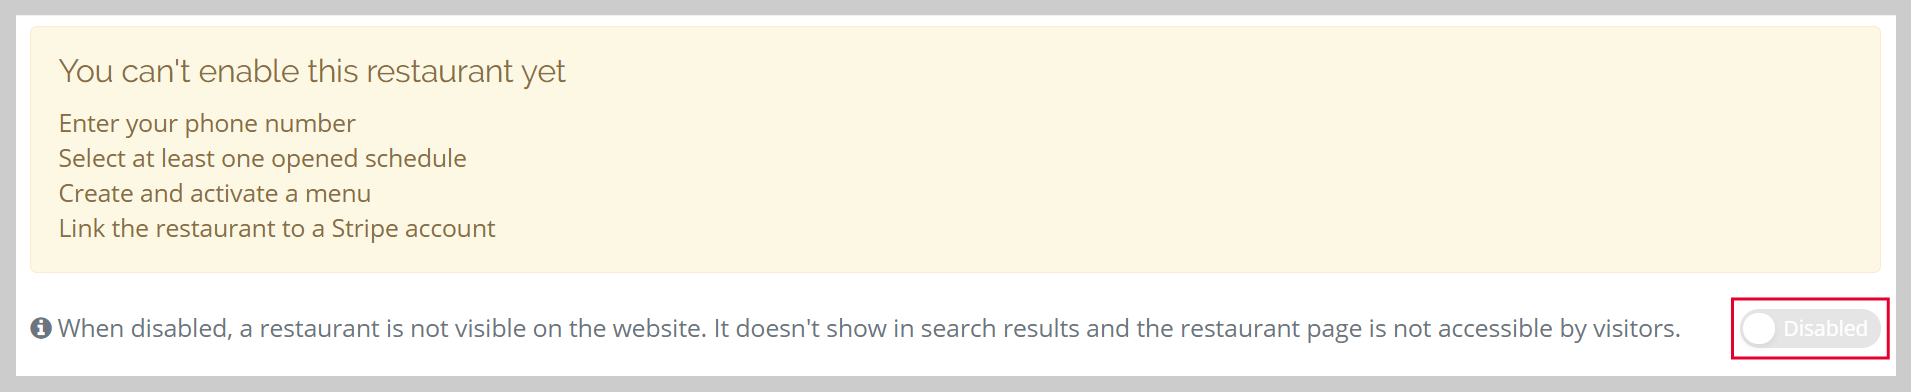 You can't enable this restaurant yet
Enter your phone number
Select at least one opened schedule
Create and activate a menu
Link the restaurant to a Stripe account
When disabled, a restaurant is not visible on the website. It doesn't show in search results and the restaurant page is not accessible by visitors. Disabled